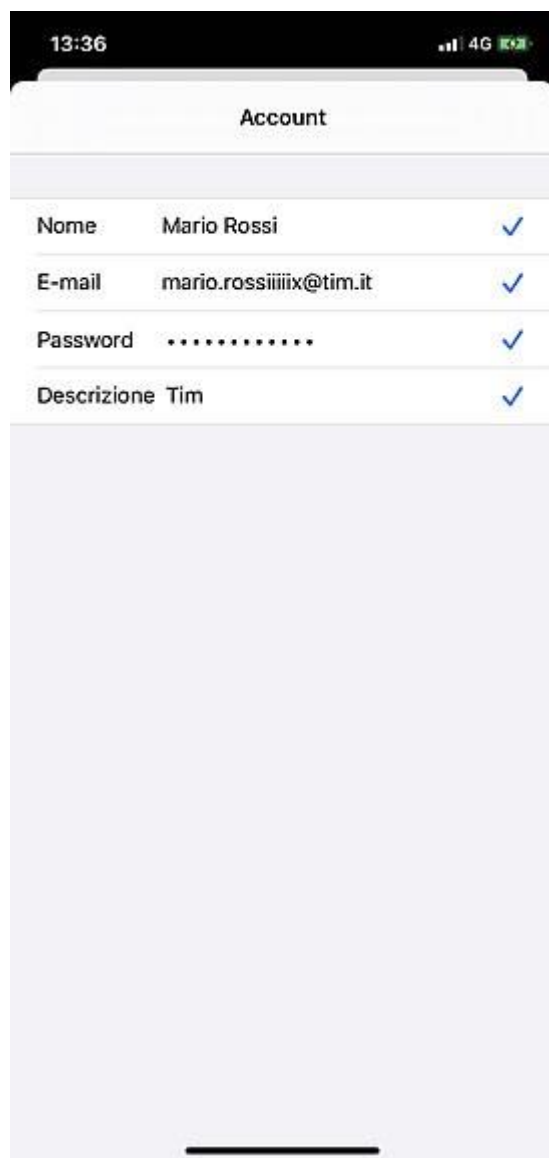 13:36 4G
Account
Nome Mario Rossi
E-mail mario.rossiiiiix@tim.it
Password ••••••••••••
Descrizione Tim